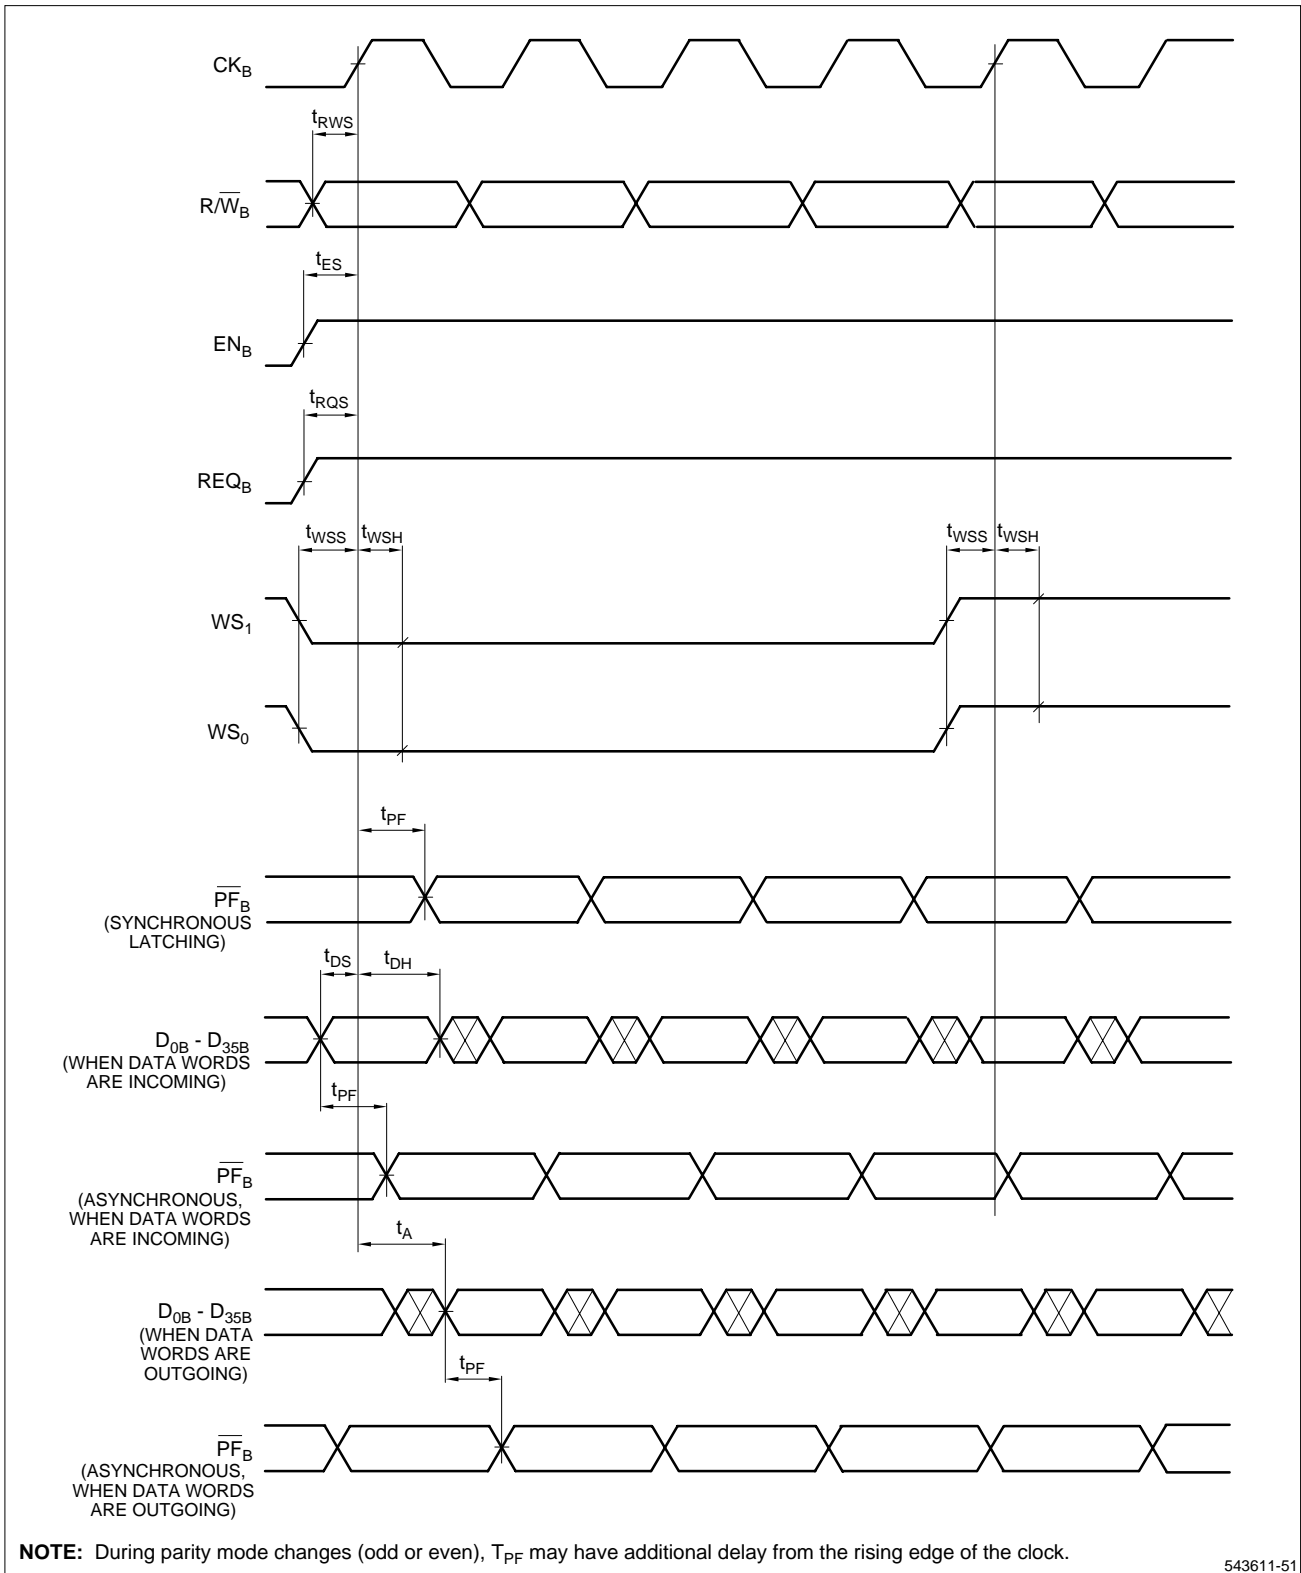 CK_B
t_RWS
R/W̅_B
t_ES
EN_B
t_RQS
REQ_B
t_WSS t_WSH t_WSS t_WSH
WS_1
WS_0
t_PF
P̅F̅_B
(SYNCHRONOUS
LATCHING)
t_DS t_DH
D_0B - D_35B
(WHEN DATA WORDS
ARE INCOMING)
t_PF
P̅F̅_B
(ASYNCHRONOUS,
WHEN DATA WORDS
ARE INCOMING)
t_A
D_0B - D_35B
(WHEN DATA
WORDS ARE
OUTGOING)
t_PF
P̅F̅_B
(ASYNCHRONOUS,
WHEN DATA WORDS
ARE OUTGOING)
NOTE: During parity mode changes (odd or even), T_PF may have additional delay from the rising edge of the clock.
543611-51